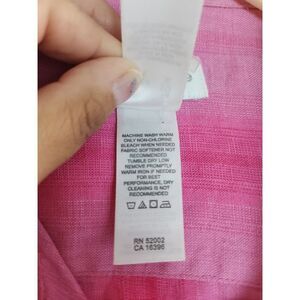 MACHINE WASH WARM
ONLY NON-CHLORINE
BLEACH WHEN NEEDED
FABRIC SOFTENER NOT
RECOMMENDED
TUMBLE DRY LOW
REMOVE PROMPTLY
WARM IRON IF NEEDED
FOR BEST
PERFORMANCE, DRY
CLEANING IS NOT
RECOMMENDED
RN 52002
CA 16396